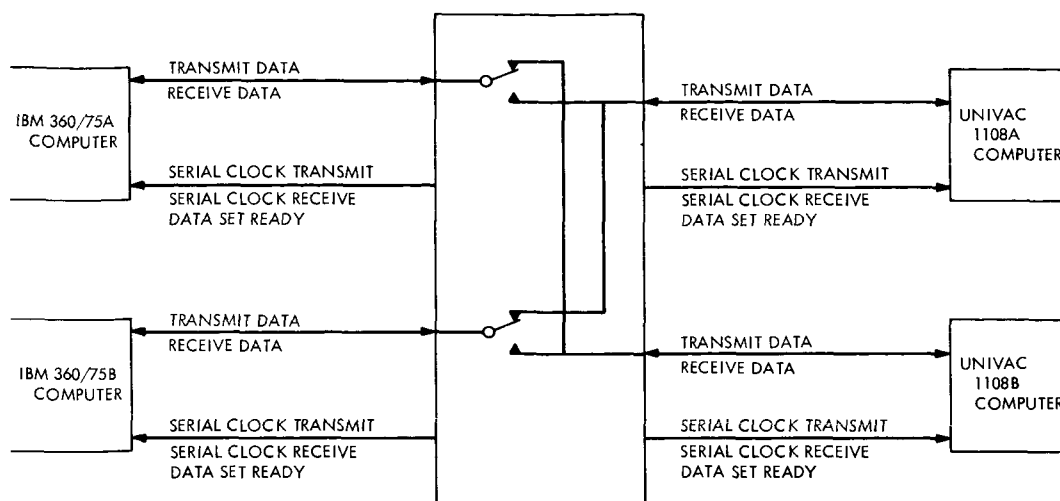 TRANSMIT DATA
RECEIVE DATA
IBM 360/75A
COMPUTER
SERIAL CLOCK TRANSMIT
SERIAL CLOCK RECEIVE
DATA SET READY
TRANSMIT DATA
RECEIVE DATA
UNIVAC
1108A
COMPUTER
SERIAL CLOCK TRANSMIT
SERIAL CLOCK RECEIVE
DATA SET READY
TRANSMIT DATA
RECEIVE DATA
IBM 360/75B
COMPUTER
SERIAL CLOCK TRANSMIT
SERIAL CLOCK RECEIVE
DATA SET READY
TRANSMIT DATA
RECEIVE DATA
UNIVAC
1108B
COMPUTER
SERIAL CLOCK TRANSMIT
SERIAL CLOCK RECEIVE
DATA SET READY